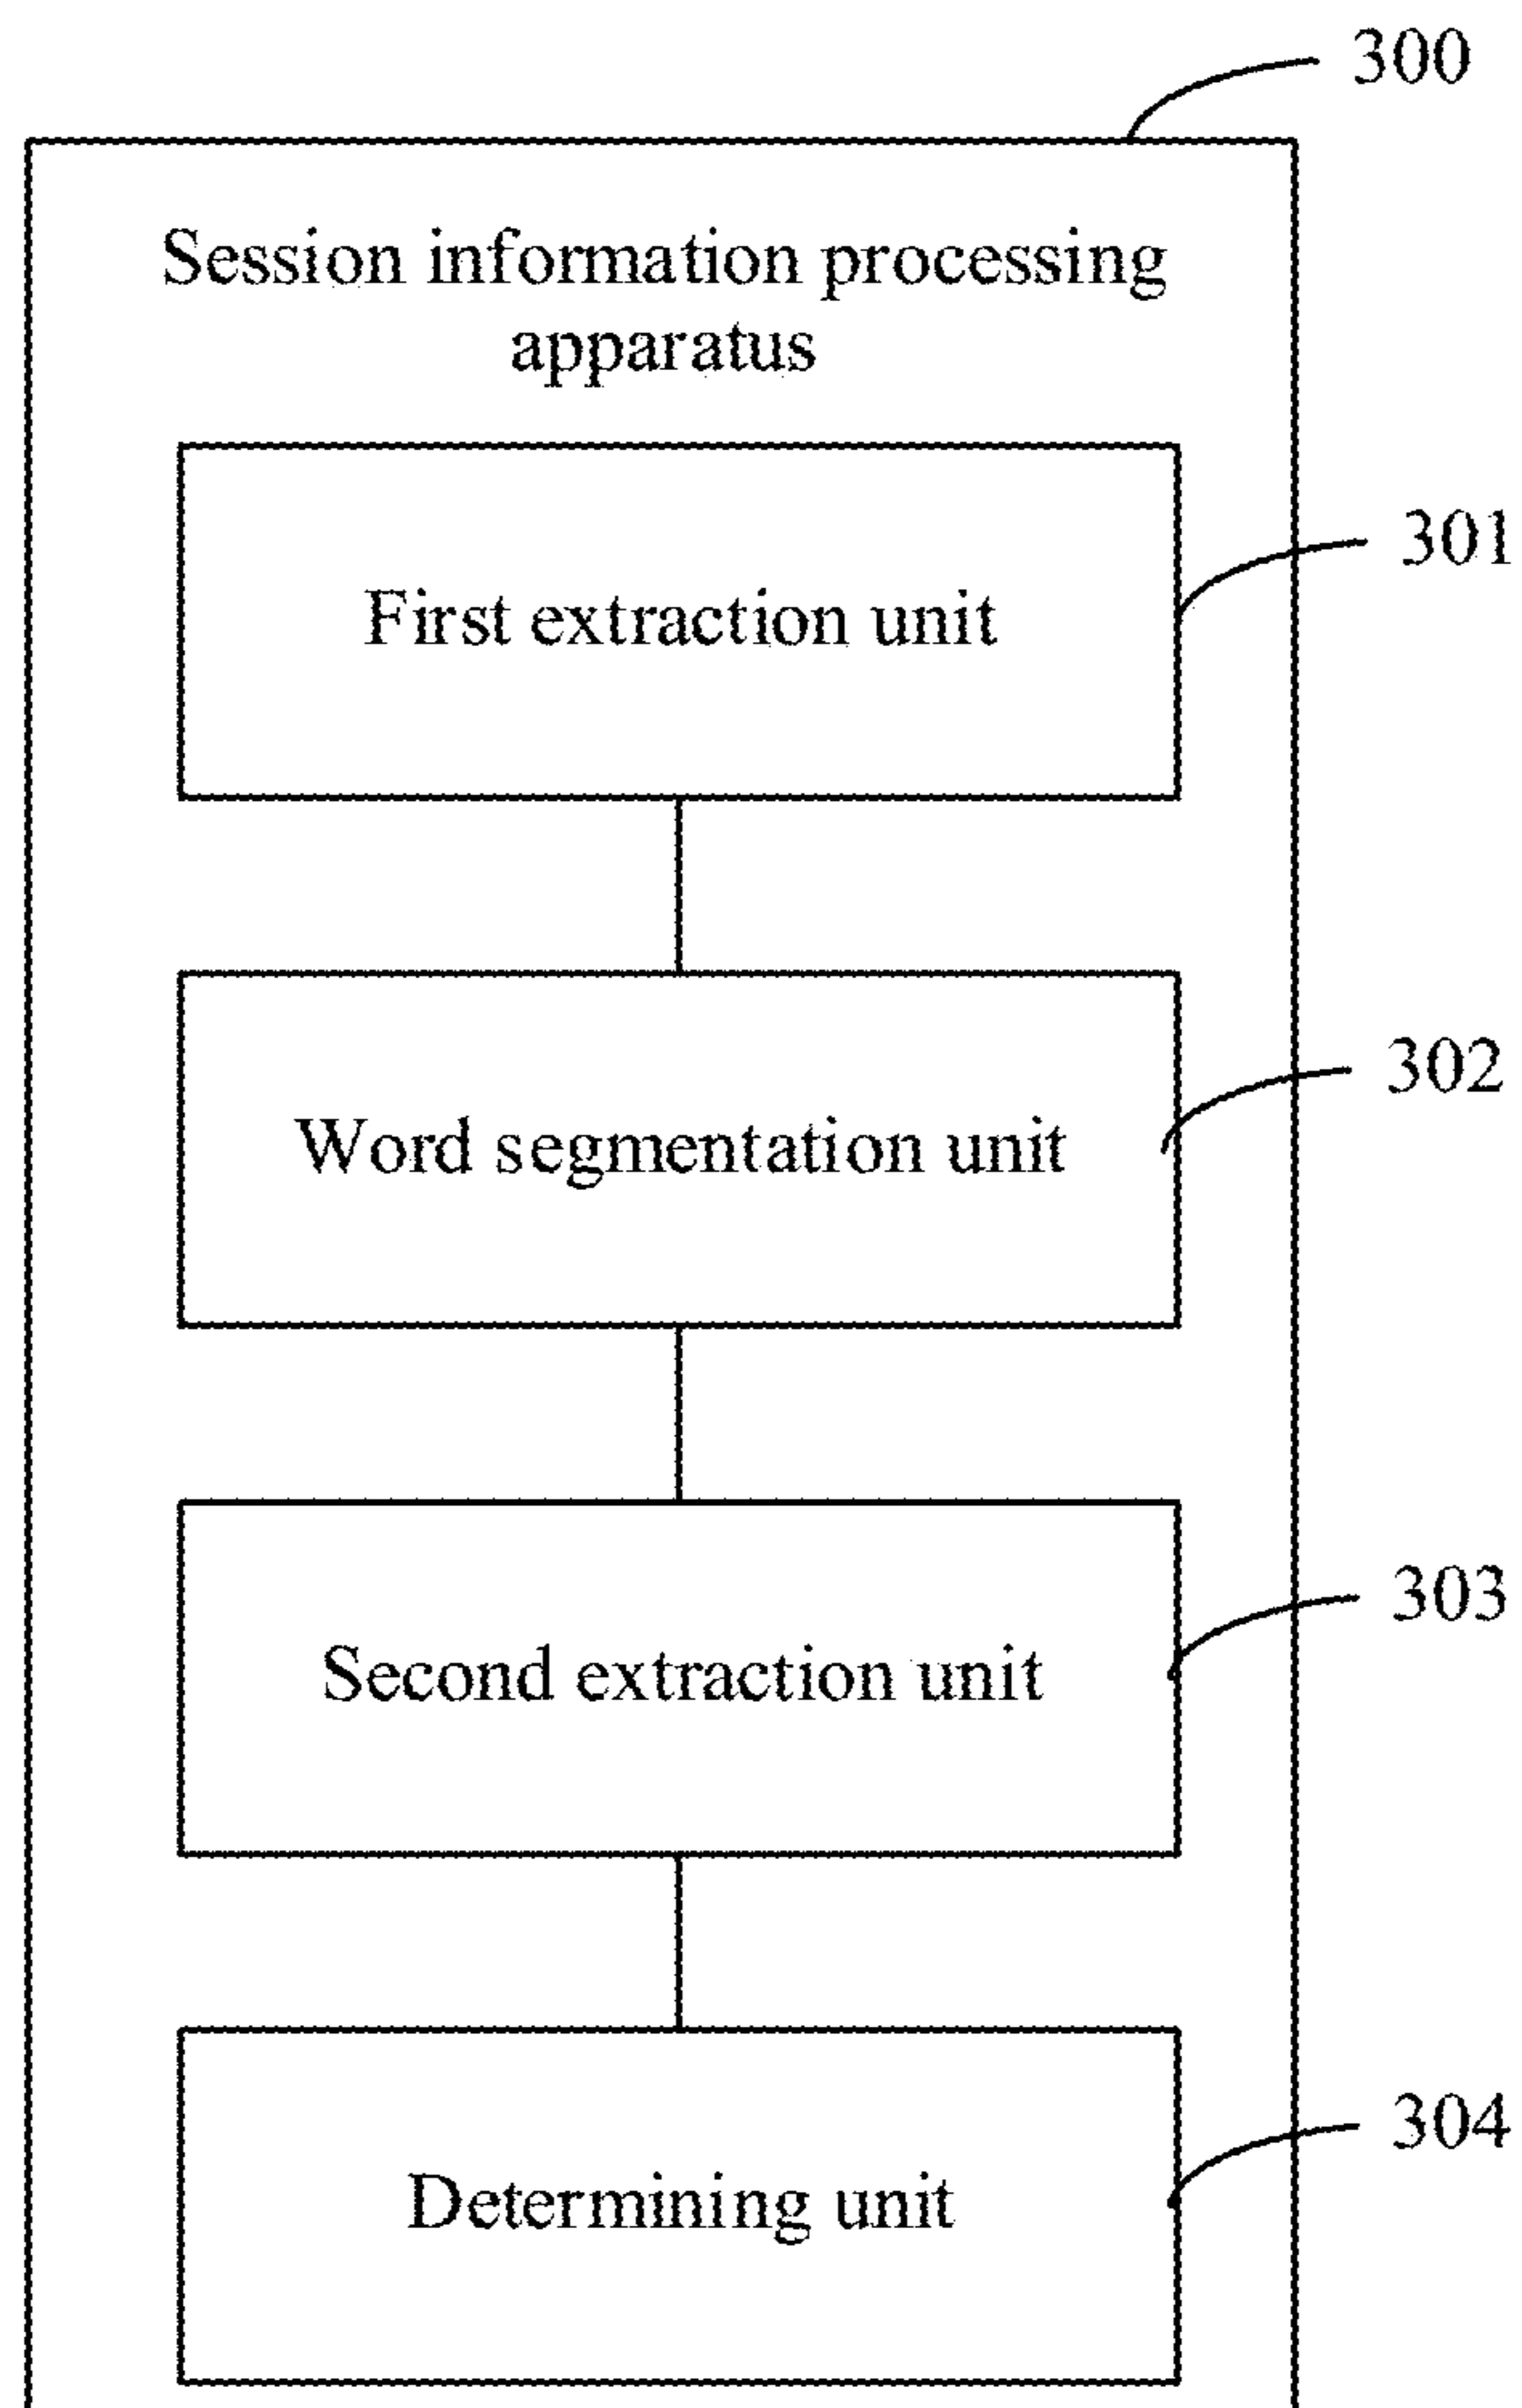 300
Session information processing
apparatus
301
First extraction unit
302
Word segmentation unit
303
Second extraction unit
304
Determining unit